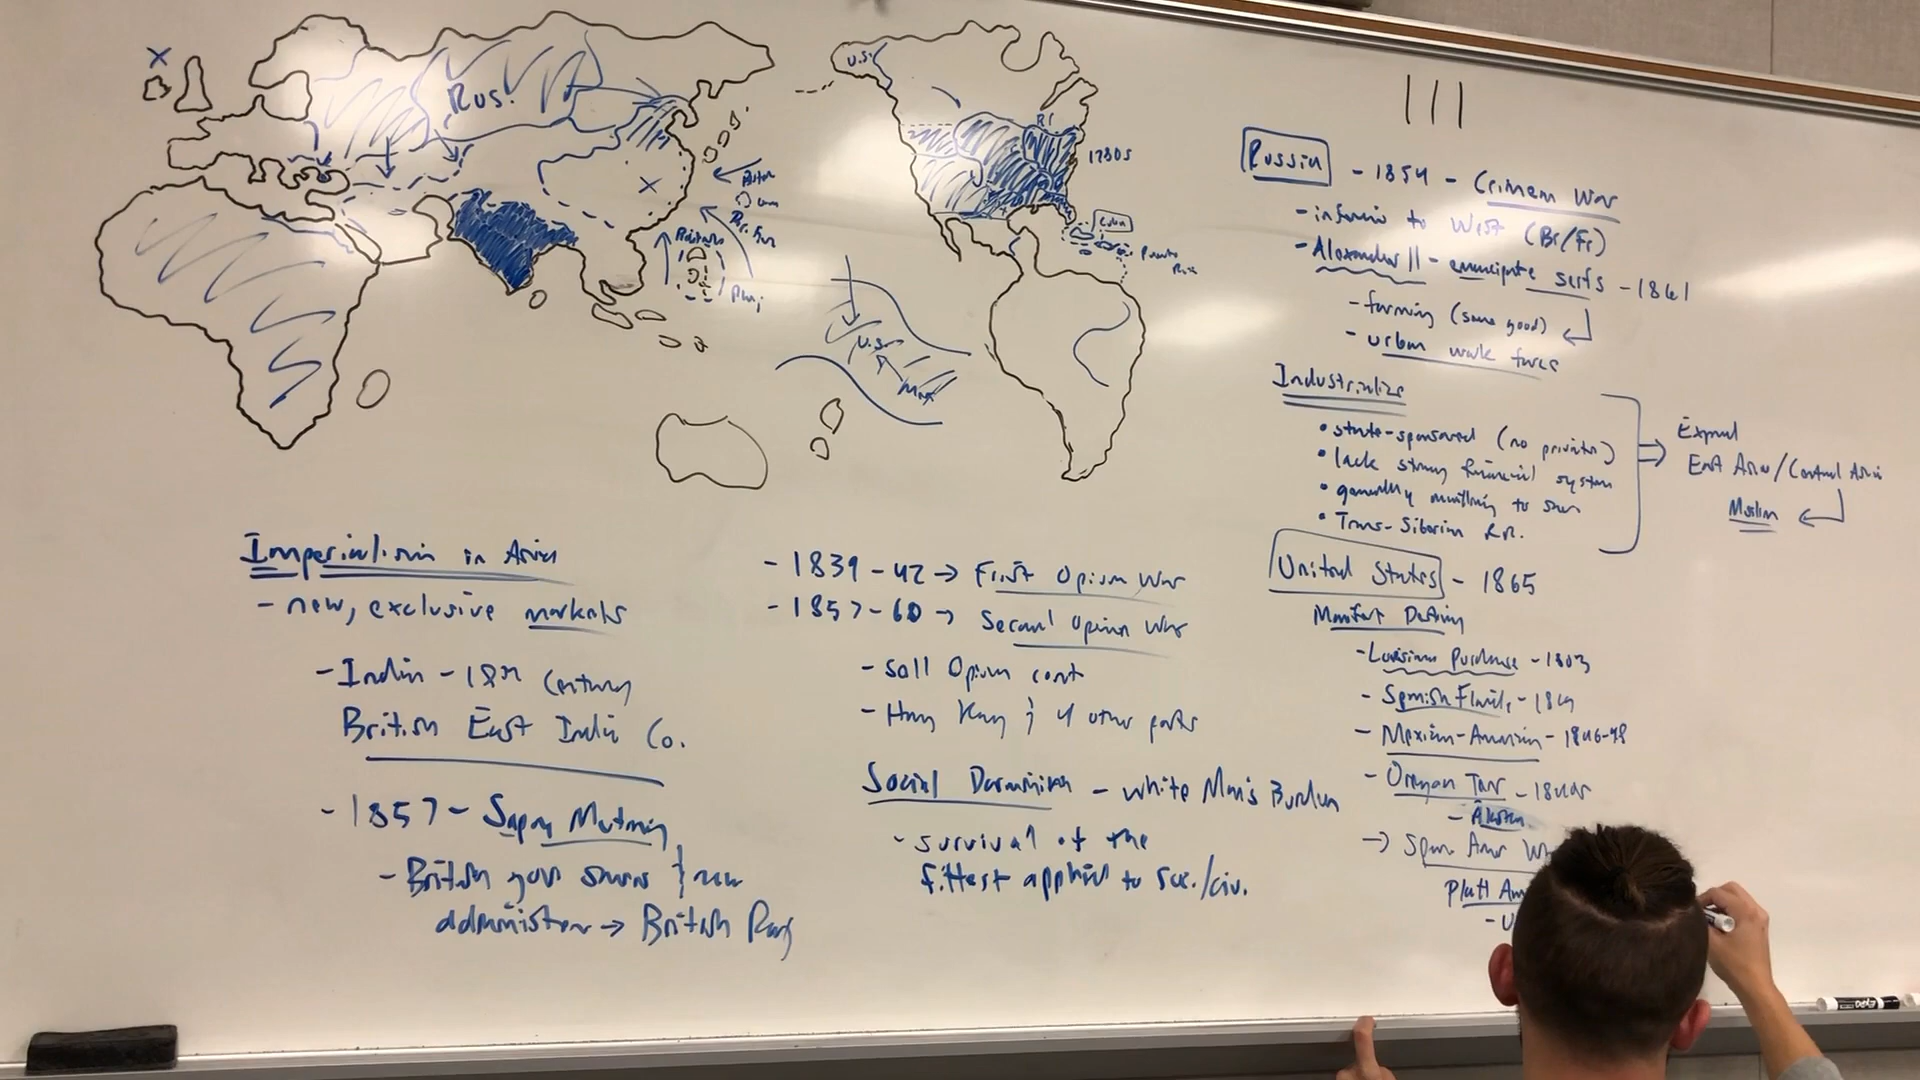 U.S.
Rus.
R1
1780s
Cuba
Puerto
Rico
Br. Fr.
U.S.
III
Russia - 1854 - Crimean War
- inferior to West (Br/Fr)
- Alexander II - emancipate serfs - 1861
- farming (some good)
- urban work force
Industrialize
• state-sponsored (no private)
• lack strong financial system
• generally unwilling to
• Trans-Siberian R.R.
Expand
East Asia/Central Asia
Muslim
United States - 1865
Manifest Destiny
- Louisiana Purchase - 1803
- Spanish Florida - 1819
- Mexican-American - 1846-48
- Oregon Terr - 1840s
- Alaska
→ Span Amer W
Platt Am
- U
Imperialism in Asia
- new, exclusive markets
- India - 18th Century
British East India Co.
- 1857 - Sepoy Mutiny
- British gov
administer → British Raj
- 1839-42 → First Opium War
- 1857-60 → Second Opium War
- sell Opium cont
- Hong Kong & 4 other ports
Social Darwinism - White Man's Burden
- survival of the
fittest applied to soc./civ.